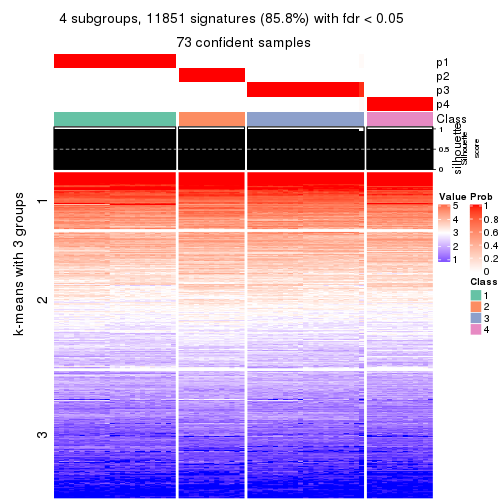 4 subgroups, 11851 signatures (85.8%) with fdr < 0.05
73 confident samples
p1
p2
p3
p4
Class
1
0.5
0
silhouette
Silhouette
score
k-means with 3 groups
1
2
3
Value
5
4
3
2
1
Prob
1
0.8
0.6
0.4
0.2
0
Class
1
2
3
4